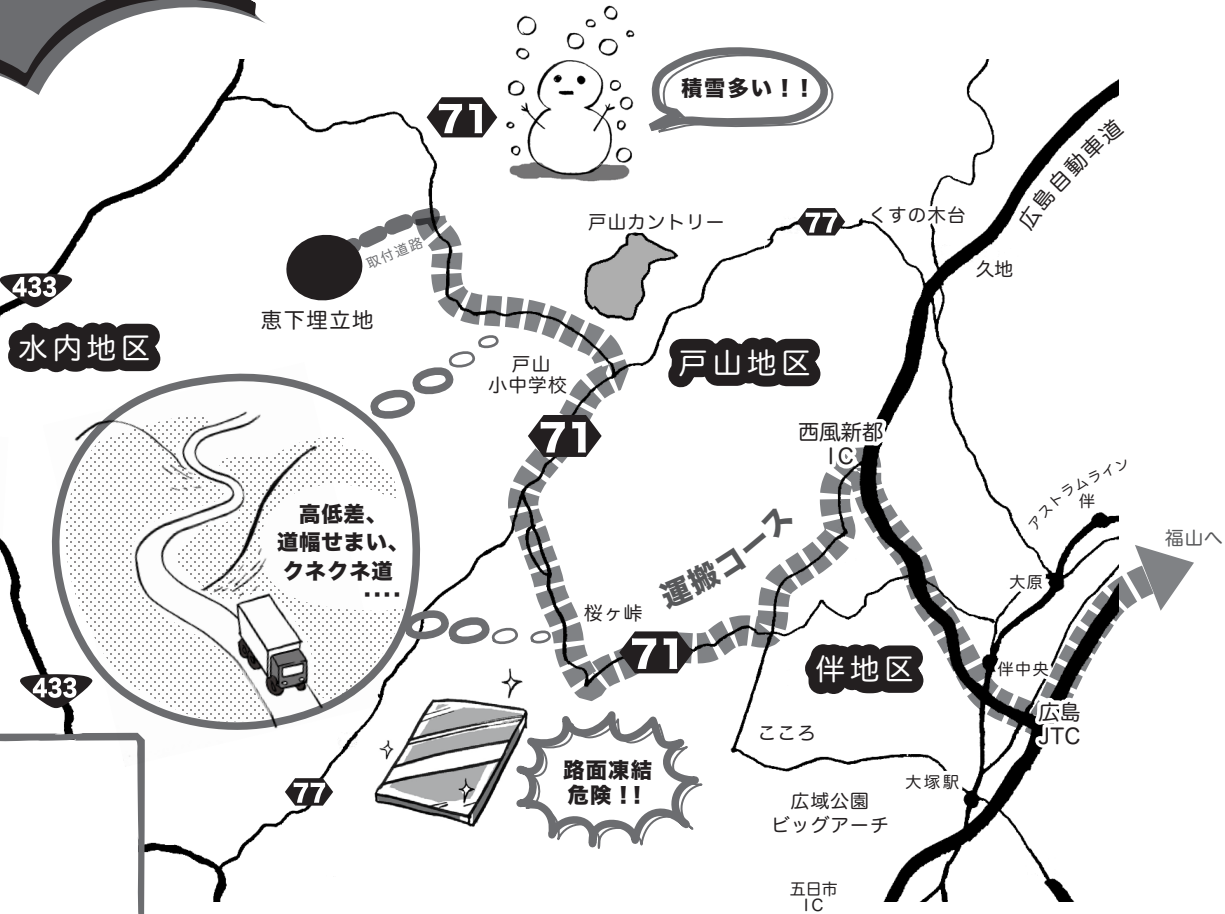 71
積雪多い！！
広島自動車道
戸山カントリー
77
くすの木台
久地
取付道路
433
恵下埋立地
水内地区
戸山
小中学校
戸山地区
71
西風新都
IC
アストラムライン
伴
高低差、
道幅せまい、
クネクネ道
‥‥
運搬コース
福山へ
大原
桜ヶ峠
71
伴地区
伴中央
433
広島
JTC
こころ
路面凍結
危険！！
大塚駅
77
広域公園
ビッグアーチ
五日市
IC